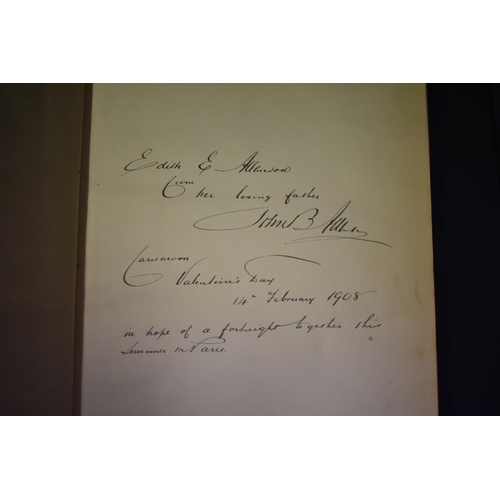 Edith E Atkinson
from
her loving father
John B Atk
Carnarvon
Valentine's Day
14th February 1908
in hope of a fortnight together this
summer in Paris.